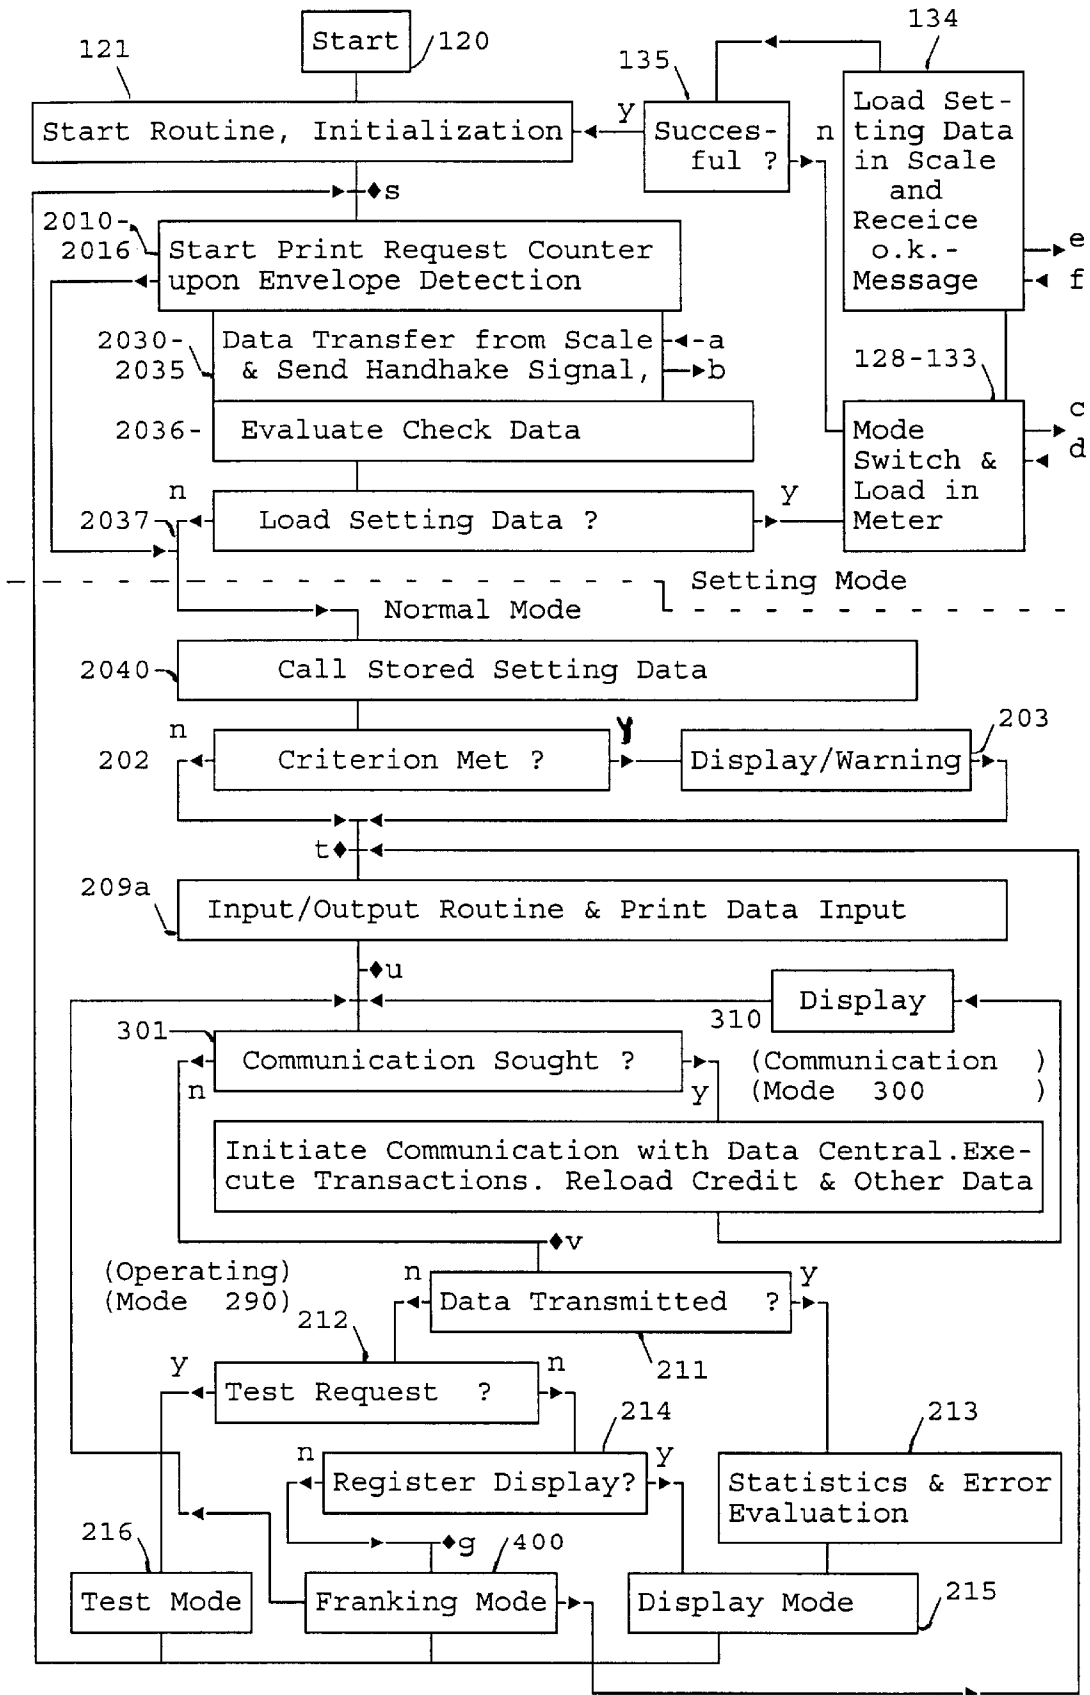 Start
120
121
Start Routine, Initialization
y
135
Succes-
ful ?
n
134
Load Set-
ting Data
in Scale
and
Receice
o.k.-
Message
e
f
s
2010-
2016
Start Print Request Counter
upon Envelope Detection
2030-
2035
Data Transfer from Scale
& Send Handhake Signal,
a
b
2036-
Evaluate Check Data
128-133
Mode
Switch &
Load in
Meter
c
d
n
2037
Load Setting Data ?
y
Setting Mode
Normal Mode
2040
Call Stored Setting Data
n
202
Criterion Met ?
y
Display/Warning
203
t
209a
Input/Output Routine & Print Data Input
u
Display
310
301
Communication Sought ?
n
y
(Communication )
(Mode 300 )
Initiate Communication with Data Central.Exe-
cute Transactions. Reload Credit & Other Data
v
(Operating)
(Mode 290)
n
Data Transmitted ?
y
211
212
y
Test Request ?
n
214
n
Register Display?
y
213
Statistics & Error
Evaluation
216
g
400
Test Mode
Franking Mode
Display Mode
215